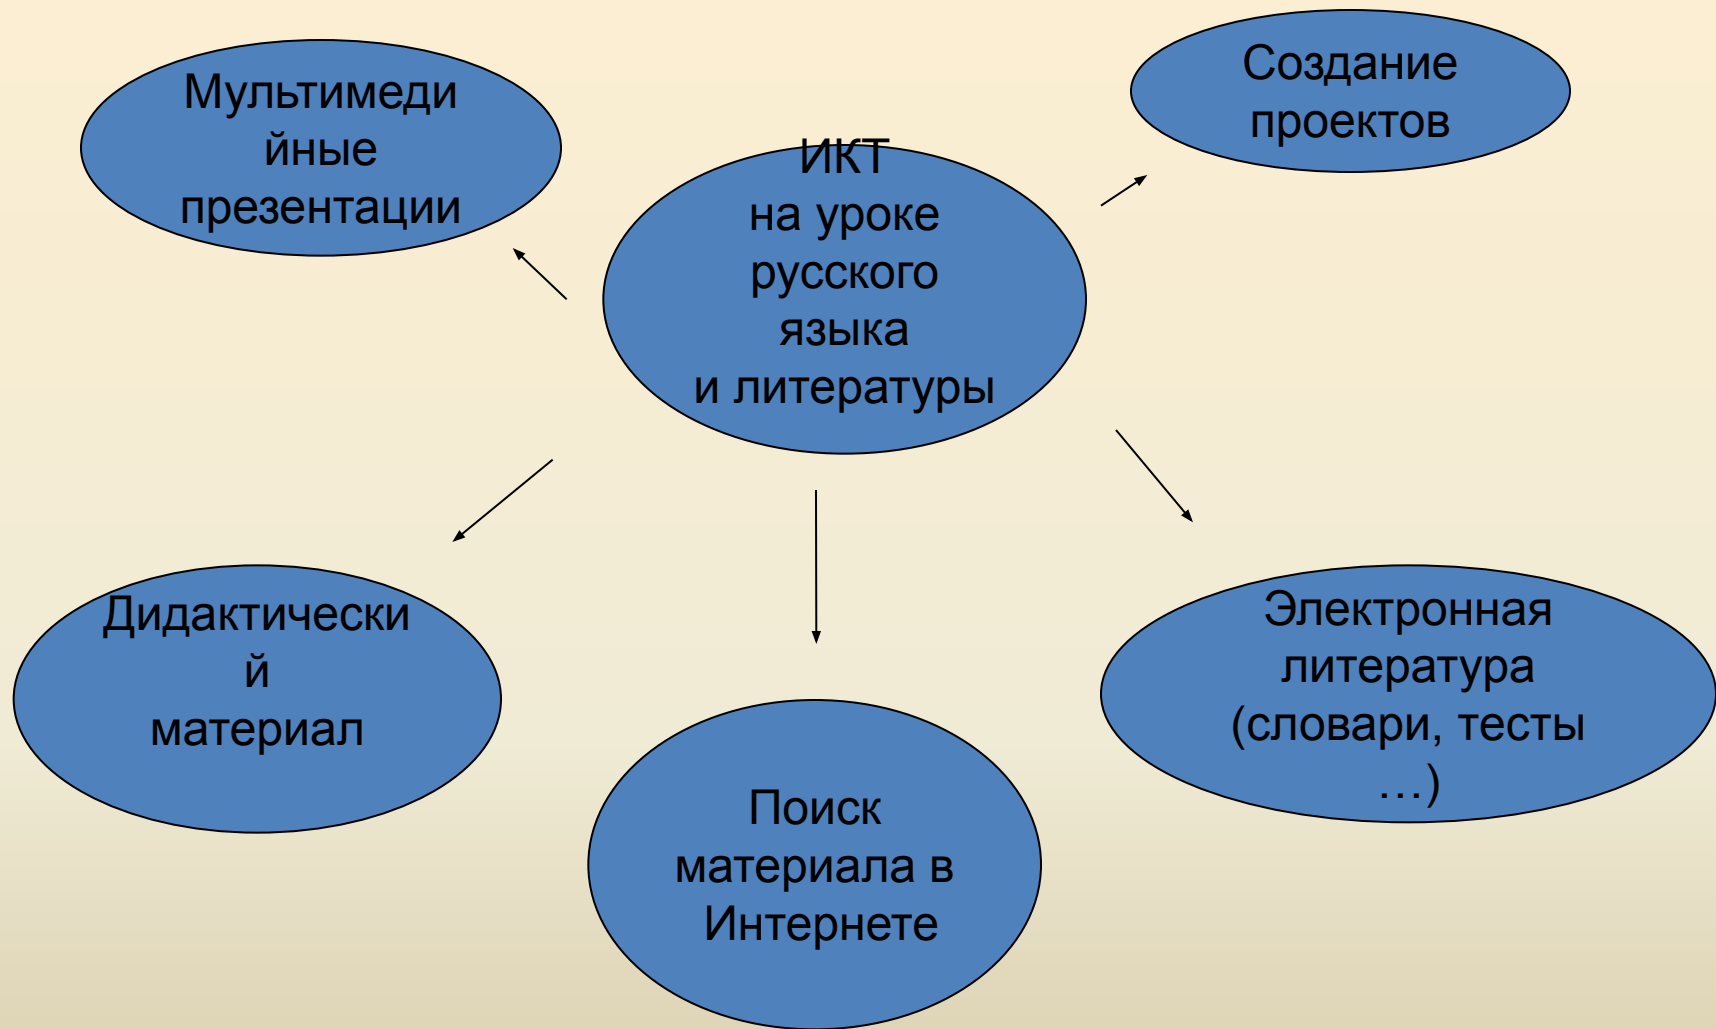 Мультимеди
йные
презентации
Создание
проектов
ИКТ
на уроке
русского
языка
и литературы
Дидактически
й
материал
Поиск
материала в
Интернете
Электронная
литература
(словари, тесты
…)